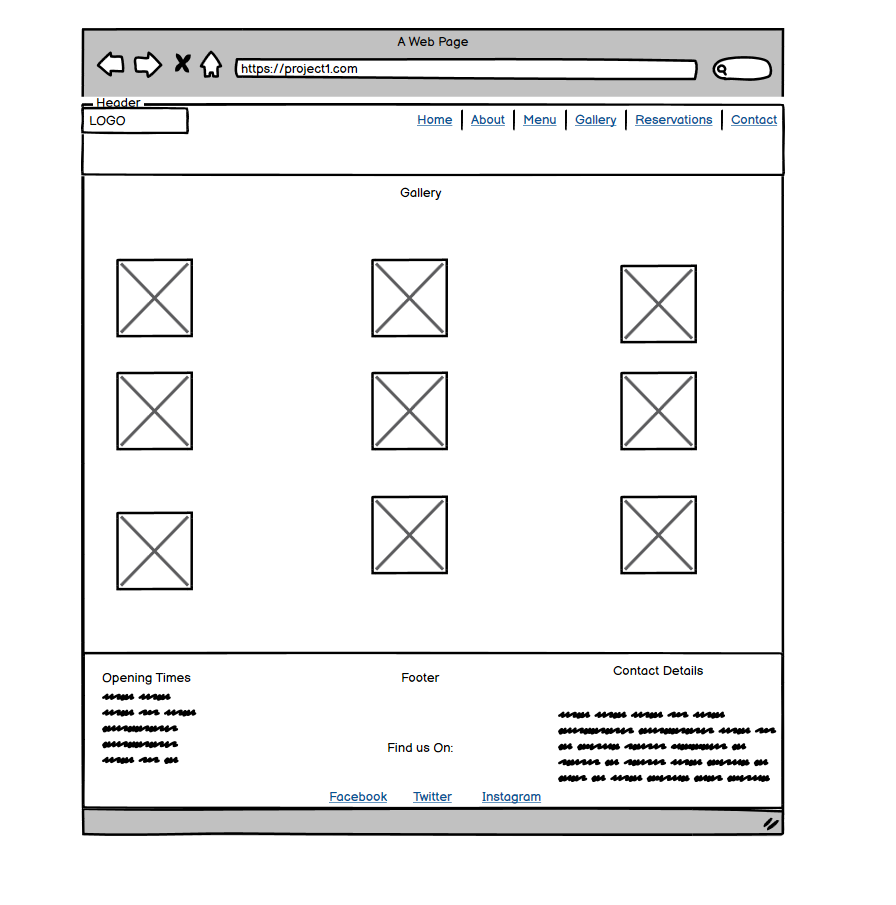 A Web Page
https://project1.com
Header
LOGO
Home About Menu Gallery Reservations Contact
Gallery
Opening Times
Footer
Contact Details
Find us On:
Facebook Twitter Instagram